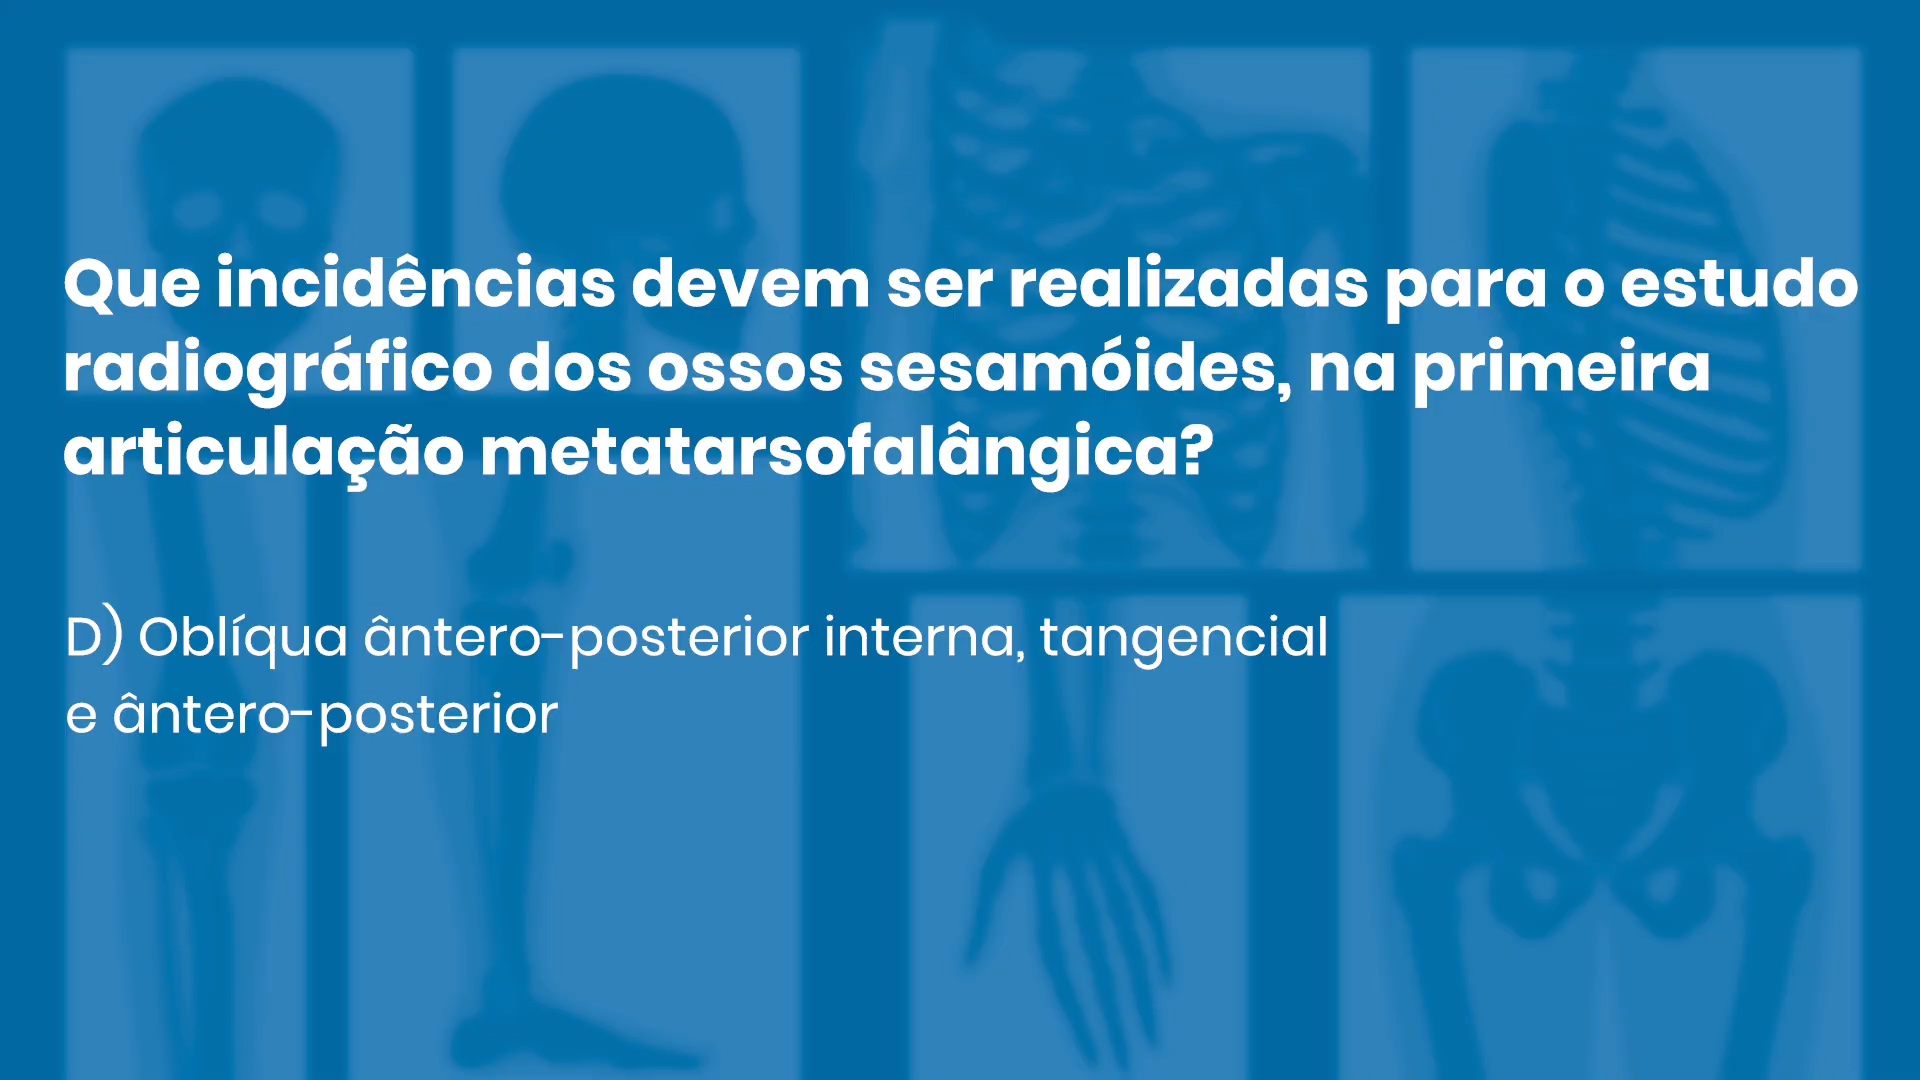 Que incidências devem ser realizadas para o estudo
radiográfico dos ossos sesamóides, na primeira
articulação metatarsofalângica?
D) Oblíqua ântero-posterior interna, tangencial
e ântero-posterior